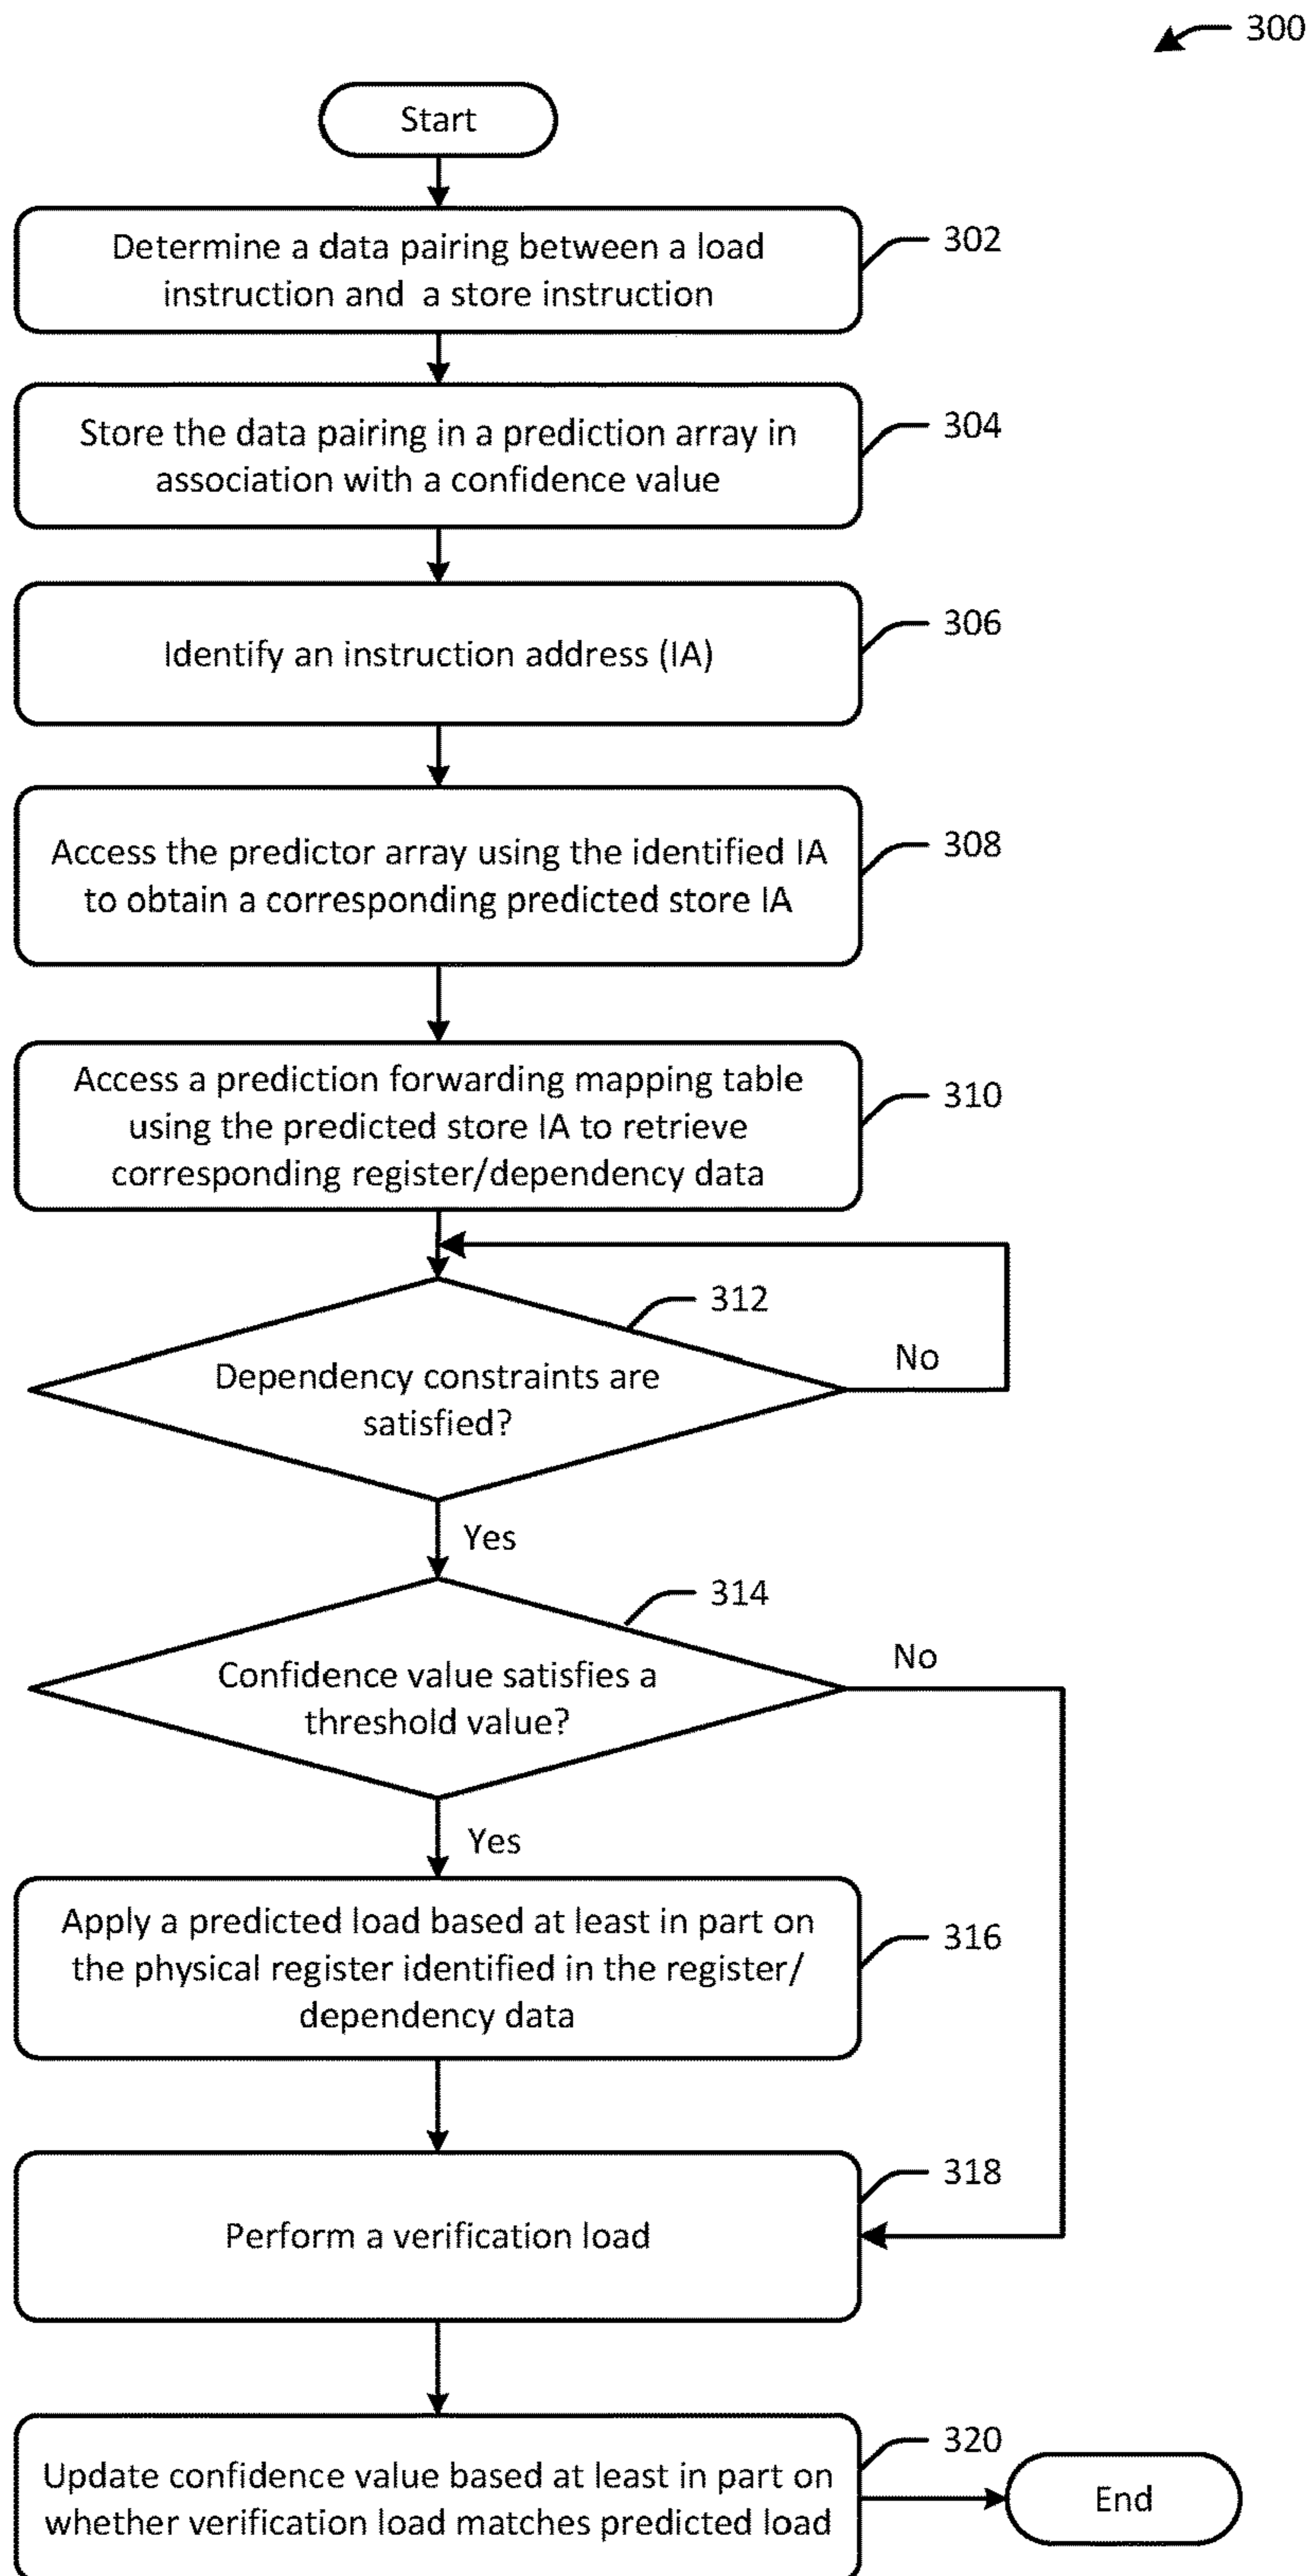 300
Start
Determine a data pairing between a load
instruction and a store instruction
302
Store the data pairing in a prediction array in
association with a confidence value
304
Identify an instruction address (IA)
306
Access the predictor array using the identified IA
to obtain a corresponding predicted store IA
308
Access a prediction forwarding mapping table
using the predicted store IA to retrieve
corresponding register/dependency data
310
312
Dependency constraints are
satisfied?
No
Yes
314
Confidence value satisfies a
threshold value?
No
Yes
Apply a predicted load based at least in part on
the physical register identified in the register/
dependency data
316
Perform a verification load
318
Update confidence value based at least in part on
whether verification load matches predicted load
320
End